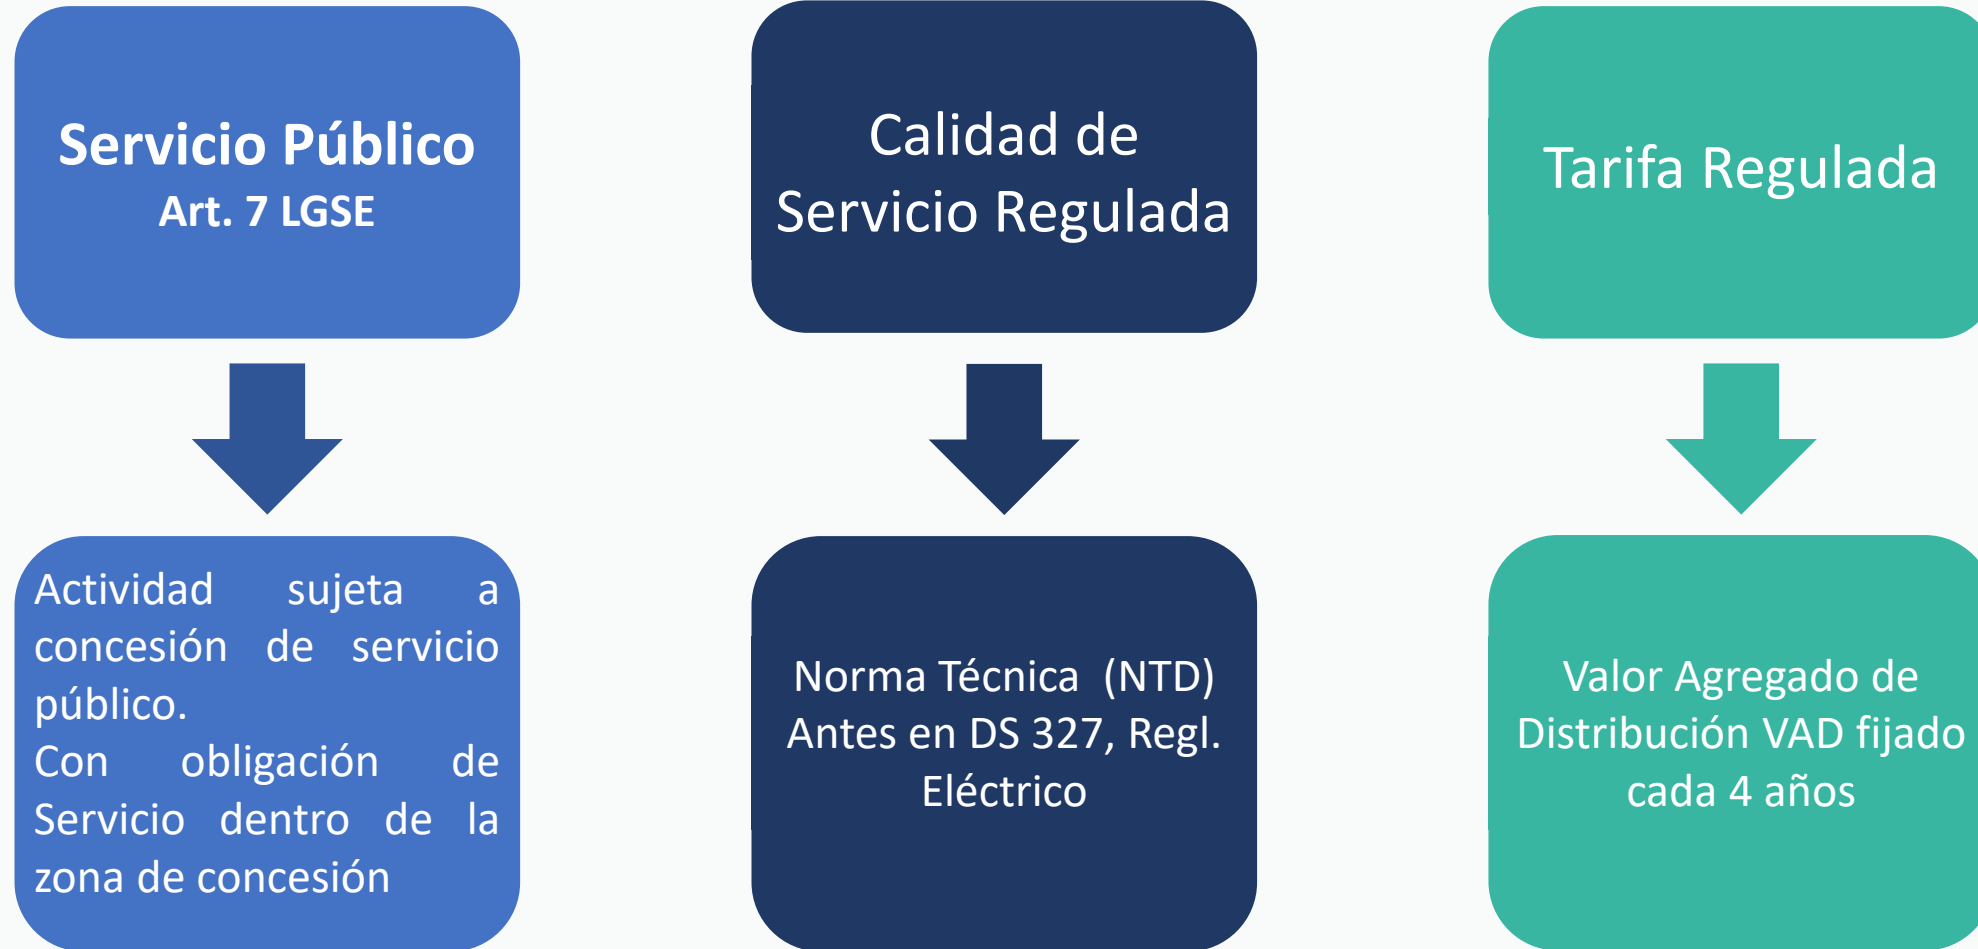 Servicio Público
Art. 7 LGSE
Calidad de
Servicio Regulada
Tarifa Regulada
Actividad sujeta a
concesión de servicio
público.
Con obligación de
Servicio dentro de la
zona de concesión
Norma Técnica (NTD)
Antes en DS 327, Regl.
Eléctrico
Valor Agregado de
Distribución VAD fijado
cada 4 años